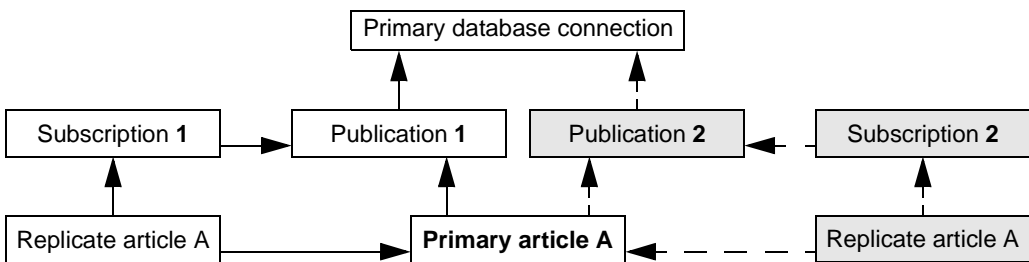 Primary database connection
Subscription 1
Publication 1
Publication 2
Subscription 2
Replicate article A
Primary article A
Replicate article A